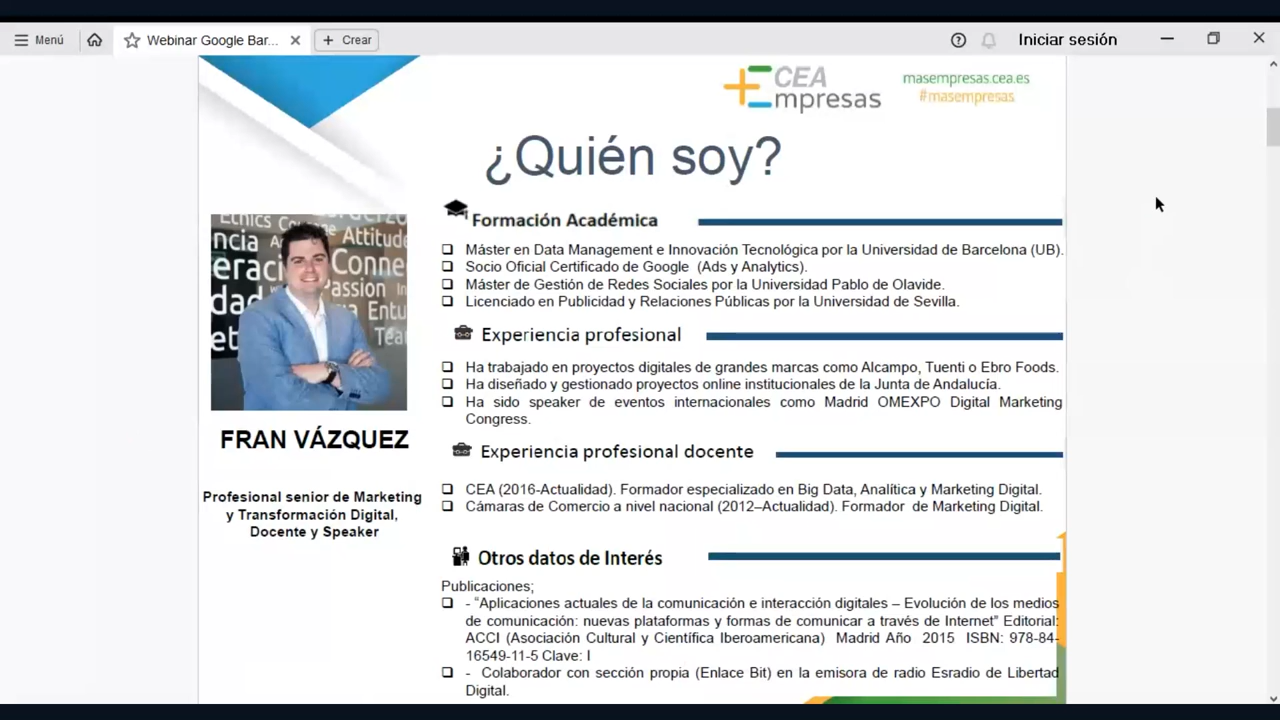 Menú
Webinar Google Bar...
Crear
Iniciar sesión
CEA
Empresas
masempresas.cea.es
#masempresas
¿Quién soy?
Formación Académica
Máster en Data Management e Innovación Tecnológica por la Universidad de Barcelona (UB).
Socio Oficial Certificado de Google (Ads y Analytics).
Máster de Gestión de Redes Sociales por la Universidad Pablo de Olavide.
Licenciado en Publicidad y Relaciones Públicas por la Universidad de Sevilla.
Experiencia profesional
Ha trabajado en proyectos digitales de grandes marcas como Alcampo, Tuenti o Ebro Foods.
Ha diseñado y gestionado proyectos online institucionales de la Junta de Andalucía.
Ha sido speaker de eventos internacionales como Madrid OMEXPO Digital Marketing
Congress.
Experiencia profesional docente
CEA (2016-Actualidad). Formador especializado en Big Data, Analítica y Marketing Digital.
Cámaras de Comercio a nivel nacional (2012–Actualidad). Formador de Marketing Digital.
Otros datos de Interés
Publicaciones;
- “Aplicaciones actuales de la comunicación e interacción digitales – Evolución de los medios
de comunicación: nuevas plataformas y formas de comunicar a través de Internet” Editorial:
ACCI (Asociación Cultural y Científica Iberoamericana) Madrid Año 2015 ISBN: 978-84-
16549-11-5 Clave: I
- Colaborador con sección propia (Enlace Bit) en la emisora de radio Esradio de Libertad
Digital.
Ethics
Attitude
Conne
Passion
Entu
Tea
FRAN VÁZQUEZ
Profesional senior de Marketing
y Transformación Digital,
Docente y Speaker